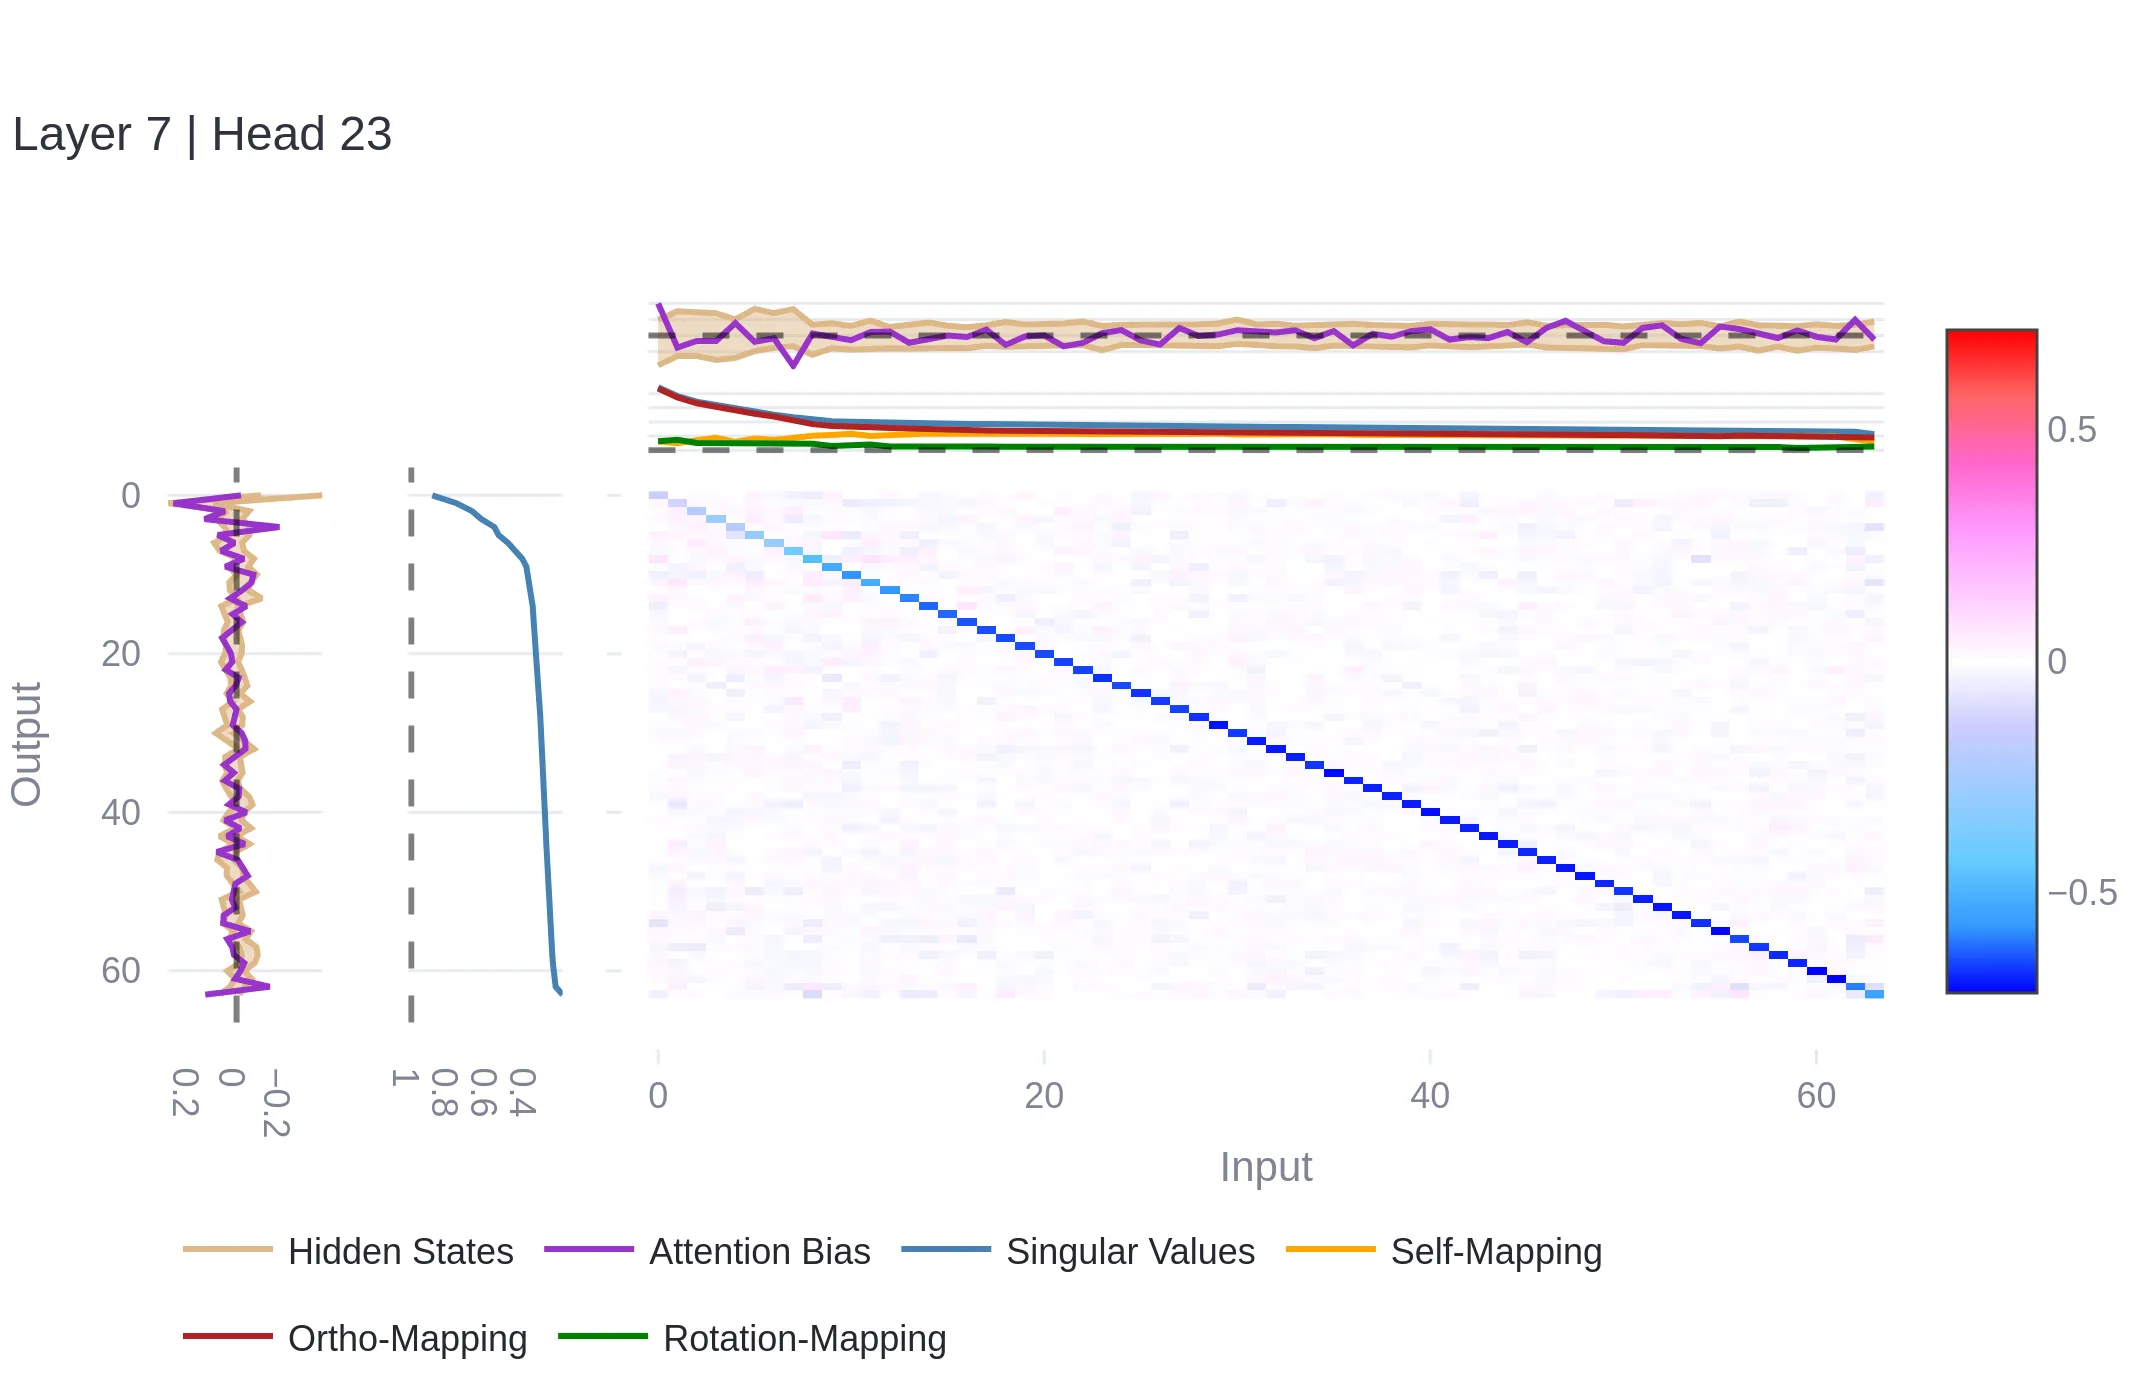 Layer 7 | Head 23
0
20
40
60
Output
0.2
0
−0.2
1
0.8
0.6
0.4
0
20
40
60
Input
0.5
0
−0.5
Hidden States
Attention Bias
Singular Values
Self-Mapping
Ortho-Mapping
Rotation-Mapping